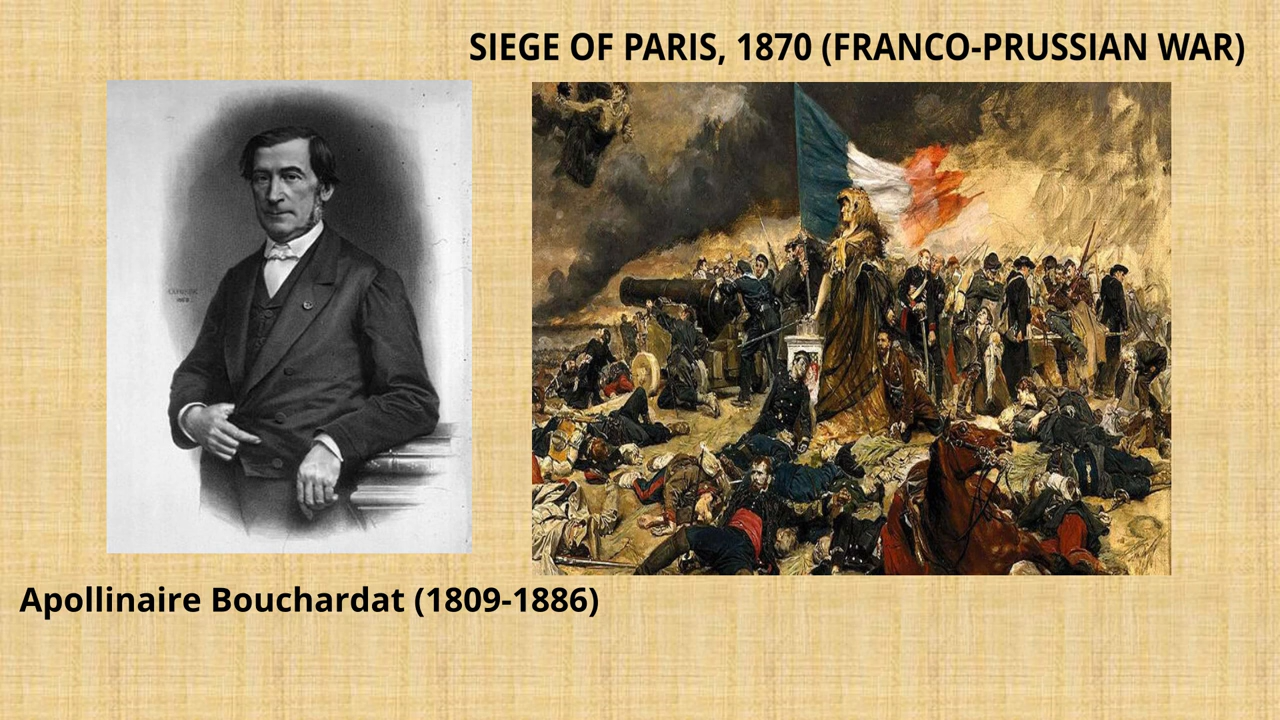 SIEGE OF PARIS, 1870 (FRANCO-PRUSSIAN WAR)
Apollinaire Bouchardat (1809-1886)